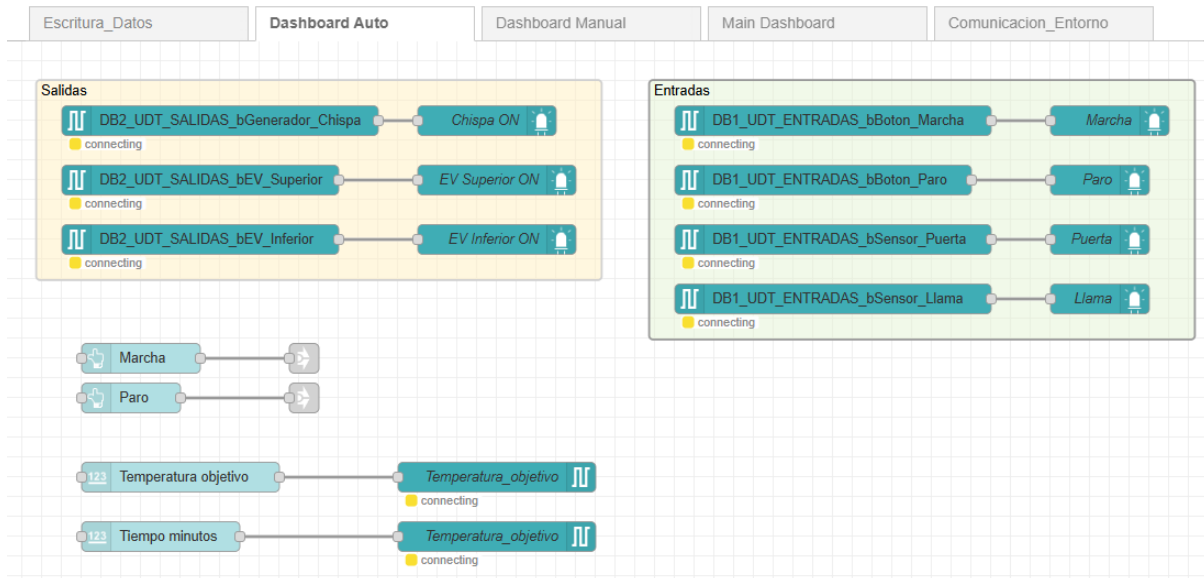 Escritura_Datos
Dashboard Auto
Dashboard Manual
Main Dashboard
Comunicacion_Entorno
Salidas
DB2_UDT_SALIDAS_bGenerador_Chispa
Chispa ON
connecting
DB2_UDT_SALIDAS_bEV_Superior
EV Superior ON
connecting
DB2_UDT_SALIDAS_bEV_Inferior
EV Inferior ON
connecting
Entradas
DB1_UDT_ENTRADAS_bBoton_Marcha
Marcha
connecting
DB1_UDT_ENTRADAS_bBoton_Paro
Paro
connecting
DB1_UDT_ENTRADAS_bSensor_Puerta
Puerta
connecting
DB1_UDT_ENTRADAS_bSensor_Llama
Llama
connecting
Marcha
Paro
123
Temperatura objetivo
Temperatura_objetivo
connecting
123
Tiempo minutos
Temperatura_objetivo
connecting